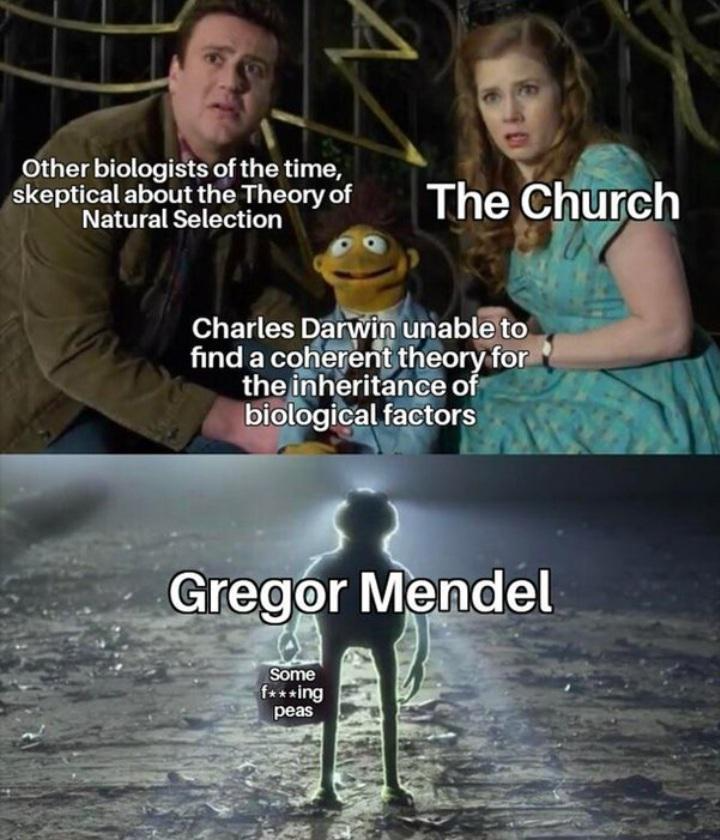 Other biologists of the time,
skeptical about the Theory of
Natural Selection
The Church
Charles Darwin unable to
find a coherent theory for
the inheritance of
biological factors
Gregor Mendel
Some
f***ing
peas